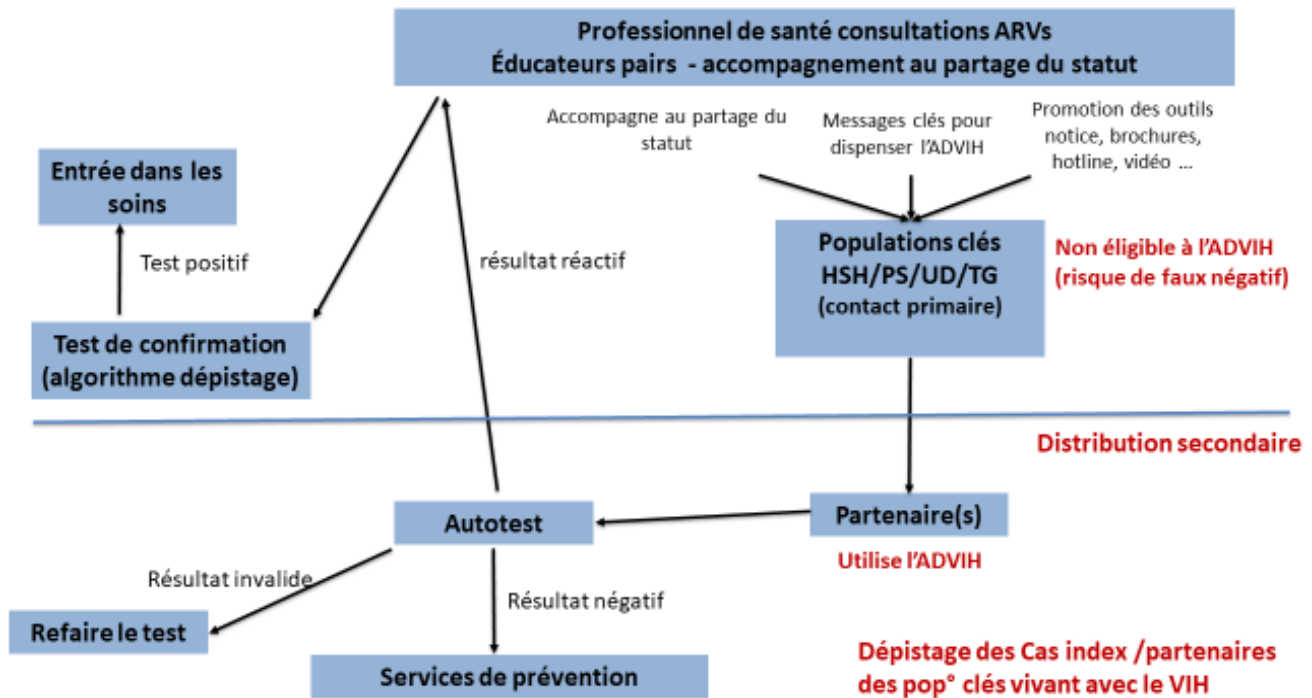 Professionnel de santé consultations ARVs
Éducateurs pairs - accompagnement au partage du statut
Accompagne au partage du
statut
Messages clés pour
dispenser l'ADVIH
Promotion des outils
notice, brochures,
hotline, vidéo ...
Entrée dans les
soins
Test positif
résultat réactif
Populations clés
HSH/PS/UD/TG
(contact primaire)
Non éligible à l'ADVIH
(risque de faux négatif)
Test de confirmation
(algorithme dépistage)
Distribution secondaire
Autotest
Partenaire(s)
Utilise l'ADVIH
Résultat invalide
Résultat négatif
Refaire le test
Services de prévention
Dépistage des Cas index /partenaires
des pop° clés vivant avec le VIH